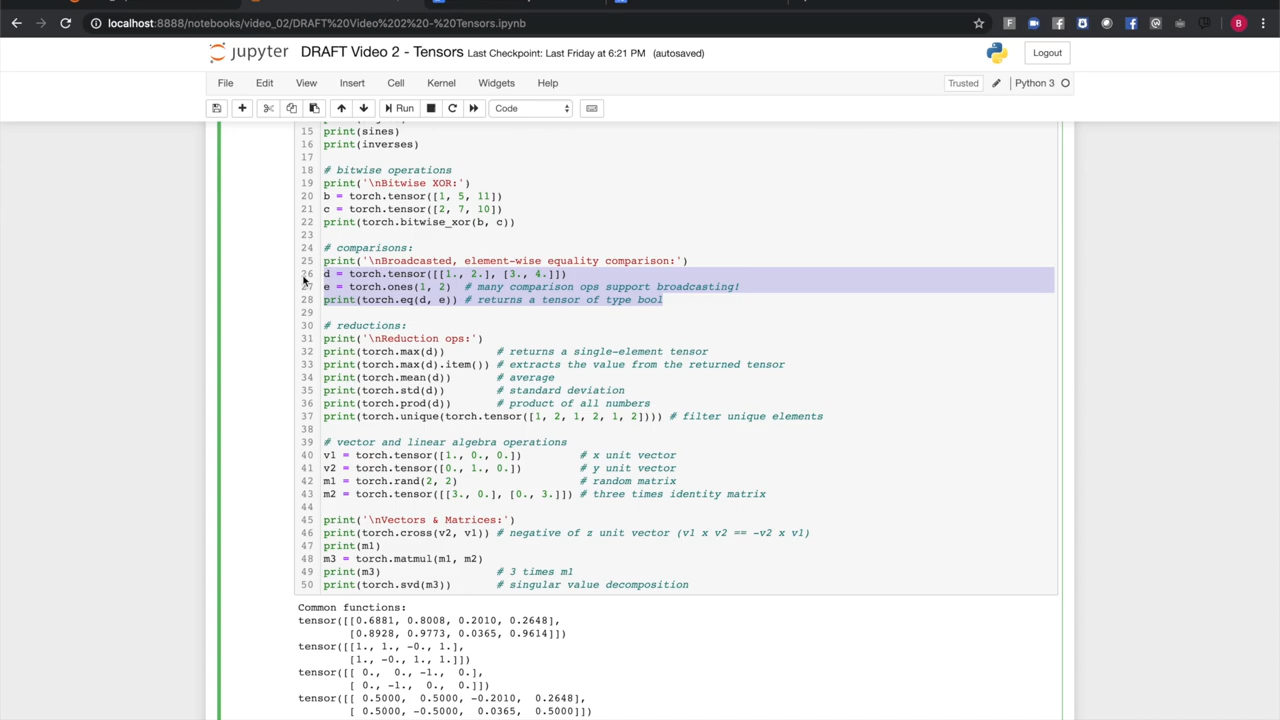 localhost:8888/notebooks/video_02/DRAFT%20Video%202%20-%20Tensors.ipynb
B
jupyter DRAFT Video 2 - Tensors Last Checkpoint: Last Friday at 6:21 PM (autosaved)
Logout
File Edit View Insert Cell Kernel Widgets Help
Trusted Python 3
Run Code
15 print(sines)
16 print(inverses)
17
18 # bitwise operations
19 print('\nBitwise XOR:')
20 b = torch.tensor([1, 5, 11])
21 c = torch.tensor([2, 7, 10])
22 print(torch.bitwise_xor(b, c))
23
24 # comparisons:
25 print('\nBroadcasted, element-wise equality comparison:')
26 d = torch.tensor([[1., 2.], [3., 4.]])
27 e = torch.ones(1, 2)  # many comparison ops support broadcasting!
28 print(torch.eq(d, e)) # returns a tensor of type bool
29
30 # reductions:
31 print('\nReduction ops:')
32 print(torch.max(d))        # returns a single-element tensor
33 print(torch.max(d).item()) # extracts the value from the returned tensor
34 print(torch.mean(d))       # average
35 print(torch.std(d))        # standard deviation
36 print(torch.prod(d))       # product of all numbers
37 print(torch.unique(torch.tensor([1, 2, 1, 2, 1, 2]))) # filter unique elements
38
39 # vector and linear algebra operations
40 v1 = torch.tensor([1., 0., 0.])         # x unit vector
41 v2 = torch.tensor([0., 1., 0.])         # y unit vector
42 m1 = torch.rand(2, 2)                   # random matrix
43 m2 = torch.tensor([[3., 0.], [0., 3.]]) # three times identity matrix
44
45 print('\nVectors & Matrices:')
46 print(torch.cross(v2, v1)) # negative of z unit vector (v1 x v2 == -v2 x v1)
47 print(m1)
48 m3 = torch.matmul(m1, m2)
49 print(m3)                  # 3 times m1
50 print(torch.svd(m3))       # singular value decomposition
Common functions:
tensor([[0.6881, 0.8008, 0.2010, 0.2648],
[0.8928, 0.9773, 0.0365, 0.9614]])
tensor([[1., 1., -0., 1.],
[1., -0., 1., 1.]])
tensor([[ 0.,  0., -1.,  0.],
[ 0., -1.,  0.,  0.]])
tensor([[ 0.5000,  0.5000, -0.2010,  0.2648],
[ 0.5000, -0.5000,  0.0365,  0.5000]])